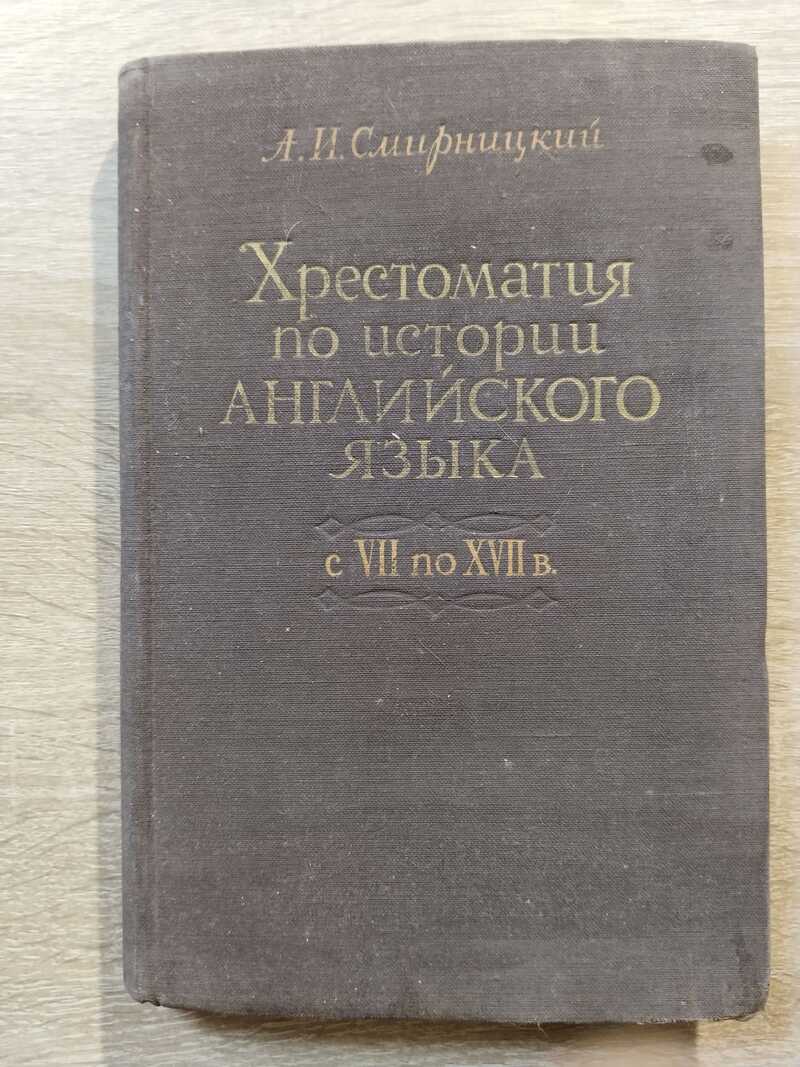 А. И. Смирницкий
Хрестоматия
по истории
АНГЛИЙСКОГО
ЯЗЫКА
с VII по XVII в.